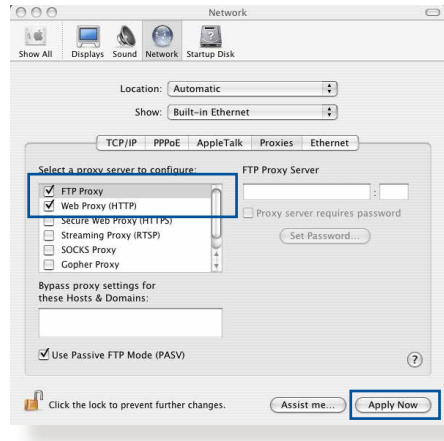 Network
Show All Displays Sound Network Startup Disk
Location: Automatic
Show: Built-in Ethernet
TCP/IP PPPoE AppleTalk Proxies Ethernet
Select a proxy server to configure: FTP Proxy Server
FTP Proxy
Web Proxy (HTTP)
Secure Web Proxy (HTTPS)
Streaming Proxy (RTSP)
SOCKS Proxy
Gopher Proxy
:
Proxy server requires password
Set Password...
Bypass proxy settings for
these Hosts & Domains:
Use Passive FTP Mode (PASV)
?
Click the lock to prevent further changes.
Assist me... Apply Now